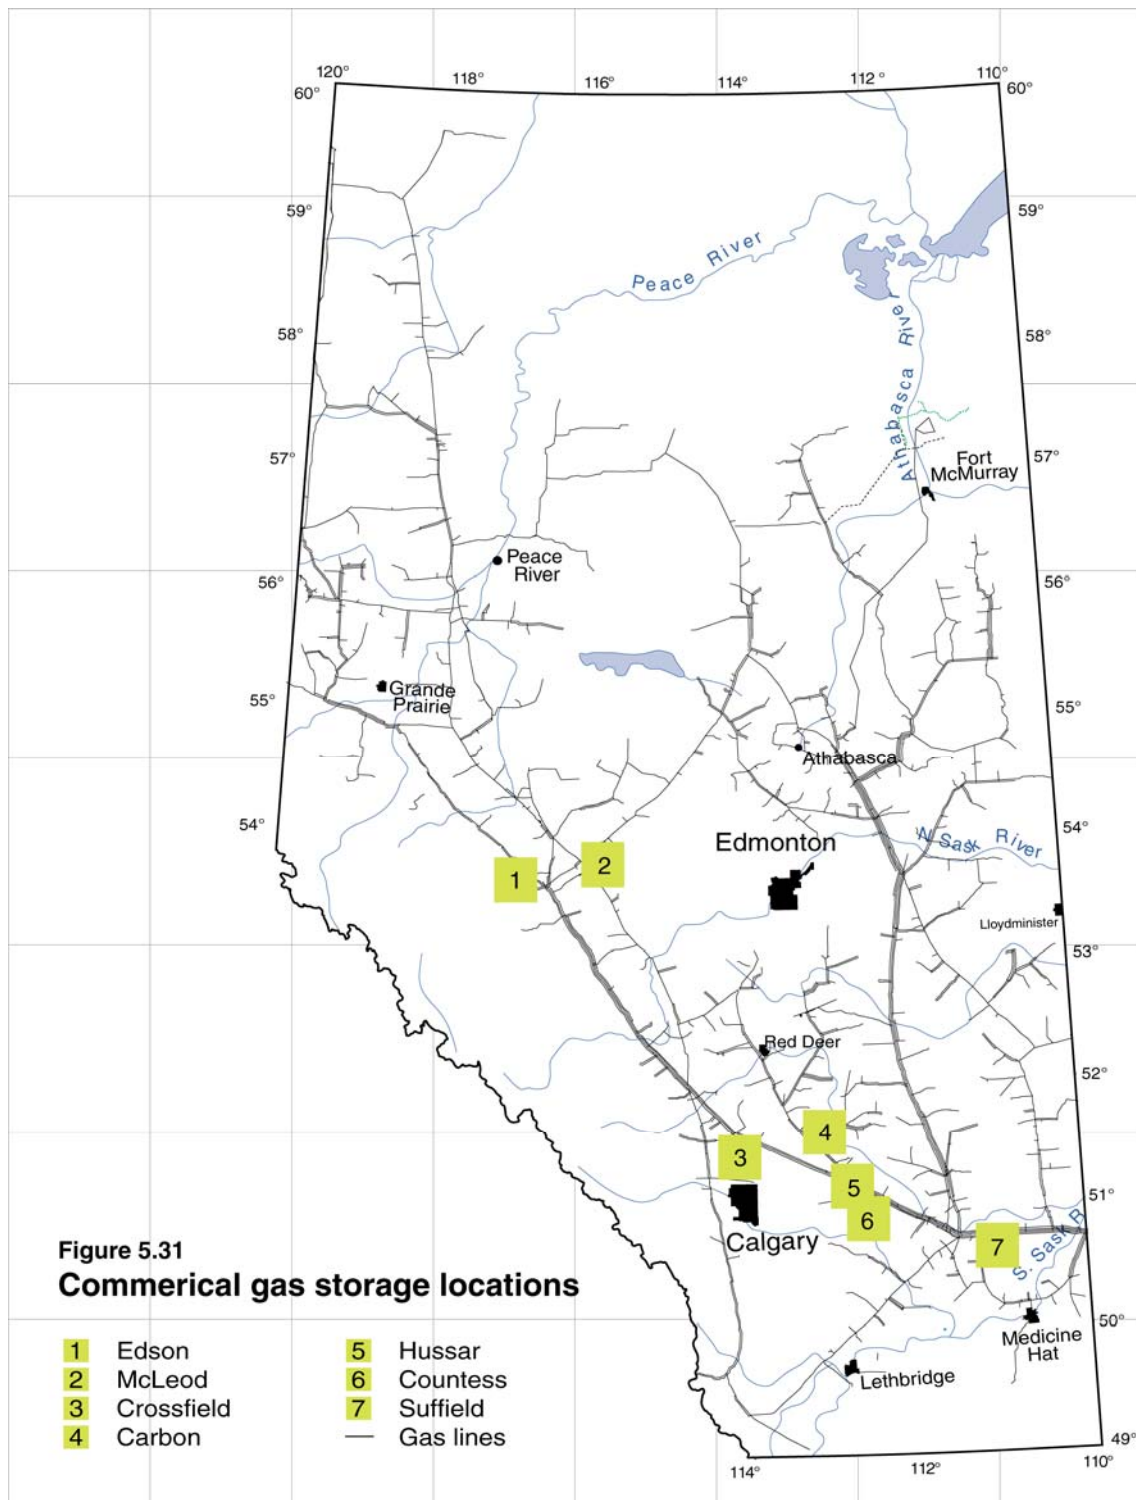 120°
118°
116°
114°
112°
110°
60°
60°
59°
59°
Peace River
58°
58°
Athabasca River
57°
57°
Fort
McMurray
Peace
River
56°
56°
Grande
Prairie
55°
55°
Athabasca
54°
54°
Edmonton
N Sask River
1
2
Lloydminister
53°
Red Deer
52°
4
3
5
51°
6
Calgary
7
S. Sask R
Figure 5.31
Commerical gas storage locations
50°
Medicine
Hat
Lethbridge
1 Edson
2 McLeod
3 Crossfield
4 Carbon
5 Hussar
6 Countess
7 Suffield
Gas lines
49°
114°
112°
110°